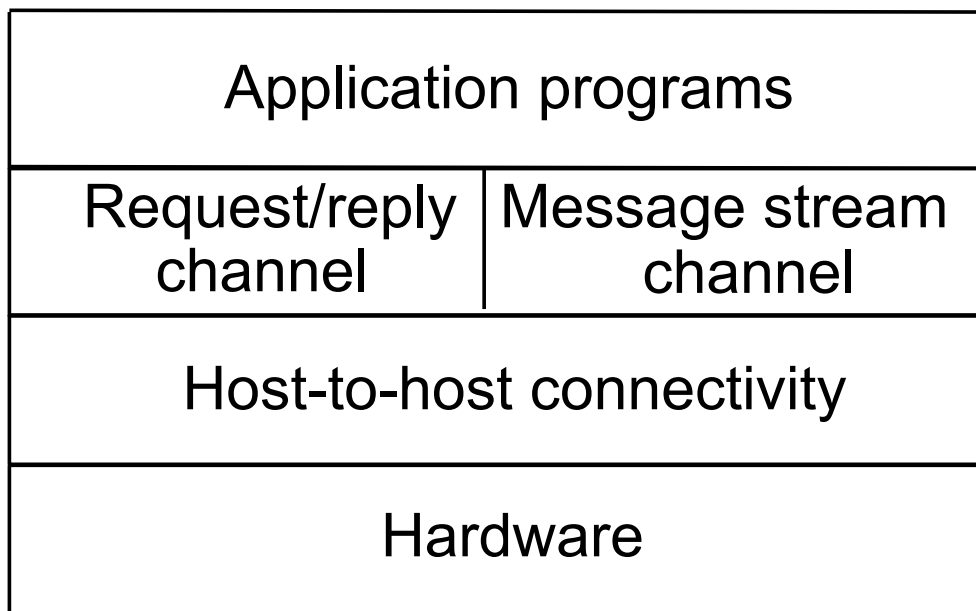 Application programs
Request/reply
channel
Message stream
channel
Host-to-host connectivity
Hardware